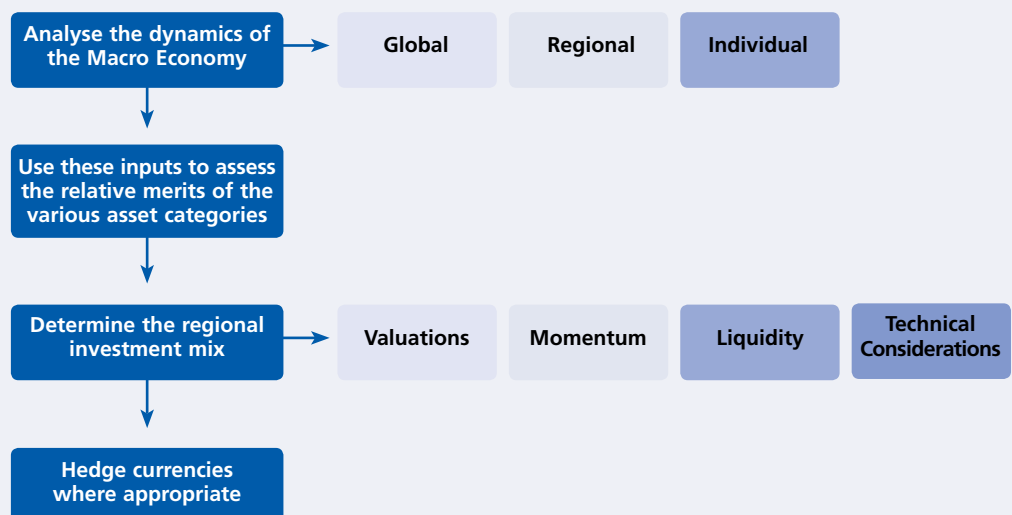 Analyse the dynamics of
the Macro Economy
Global
Regional
Individual
Use these inputs to assess
the relative merits of the
various asset categories
Determine the regional
investment mix
Valuations
Momentum
Liquidity
Technical
Considerations
Hedge currencies
where appropriate